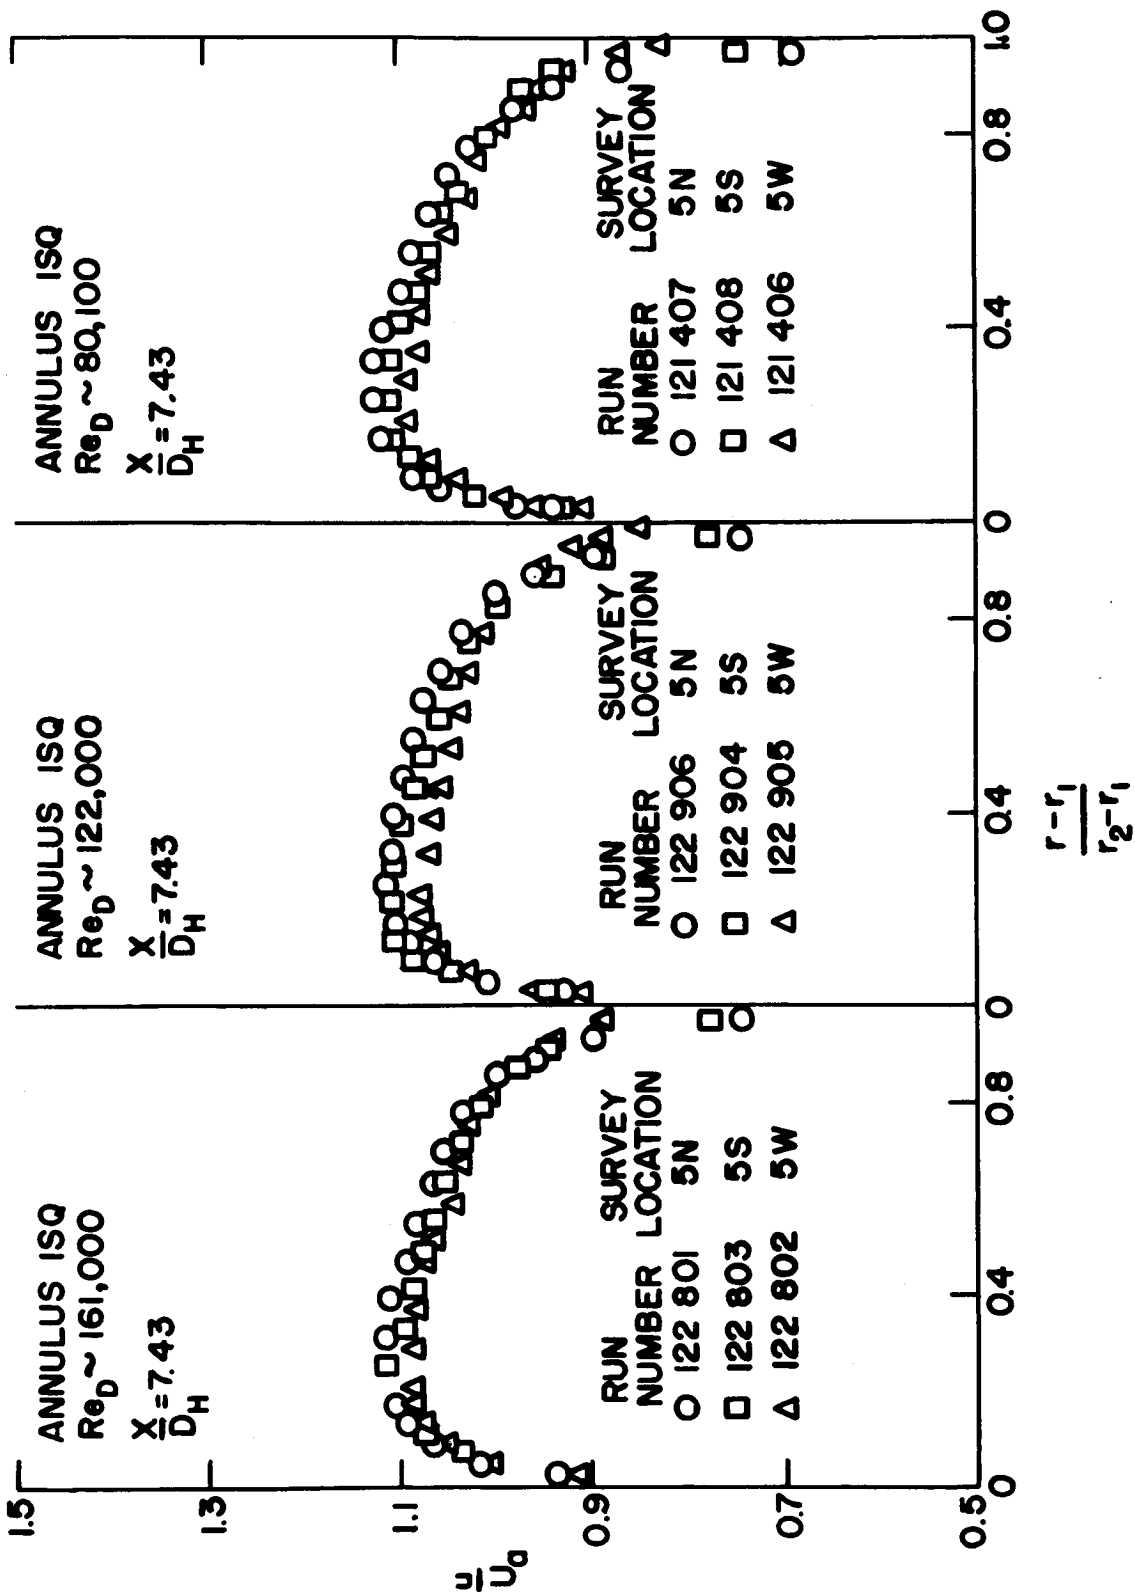 1.5
1.3
1.1
0.9
0.7
0.5
u
U_a
ANNULUS ISQ
Re_D ~ 161,000
X
D_H = 7.43
RUN NUMBER SURVEY LOCATION
○ 122 801 5N
□ 122 803 5S
△ 122 802 5W
ANNULUS ISQ
Re_D ~ 122,000
X
D_H = 7.43
RUN NUMBER SURVEY LOCATION
○ 122 906 5N
□ 122 904 5S
△ 122 905 5W
ANNULUS ISQ
Re_D ~ 80,100
X
D_H = 7.43
RUN NUMBER SURVEY LOCATION
○ 121 407 5N
□ 121 408 5S
△ 121 406 5W
0 0.4 0.8 0 0.4 0.8 0 0.4 0.8 1.0
r - r_1
r_2 - r_1